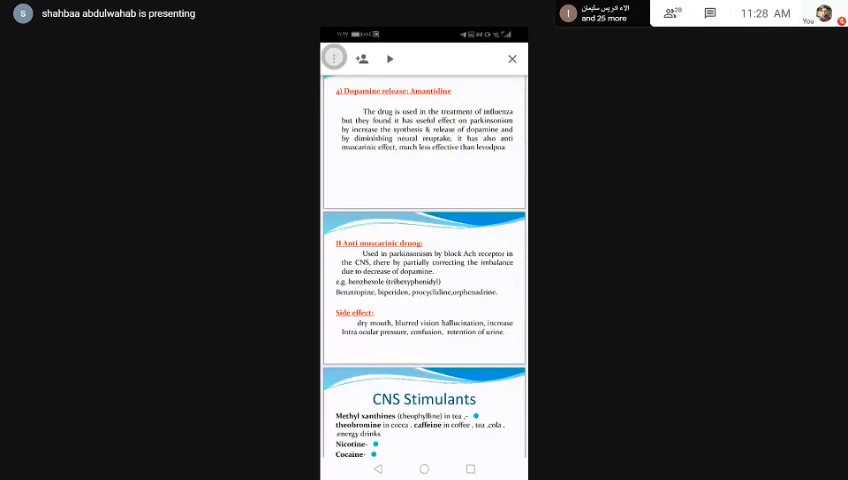 shahbaa abdulwahab is presenting
الاء ادريس سليمان
and 25 more
28
11:28 AM
You
4) Dopamine release: Amantidine
The drug is used in the treatment of influenza
but they found it has useful effect on parkinsonism
by increase the synthesis & release of dopamine and
by diminishing neural reuptake, it has also anti
muscarinic effect, much less effective than levodpoa.
II Anti muscarinic drung:
Used in parkinsonism by block Ach receptor in
the CNS, there by partially correcting the imbalance
due to decrease of dopamine.
e.g. benzhexole (trihexyphenidyl)
Benztropine, biperiden, procyclidine,orphenadrine.
Side effect:
dry mouth, blurred vision hallucination, increase
Intra ocular pressure, confusion, retention of urine.
CNS Stimulants
Methyl xanthines (theophylline) in tea ,-
theobromine in cocca , caffeine in coffee , tea ,cola ,
.energy drinks
Nicotine-
Cocaine-